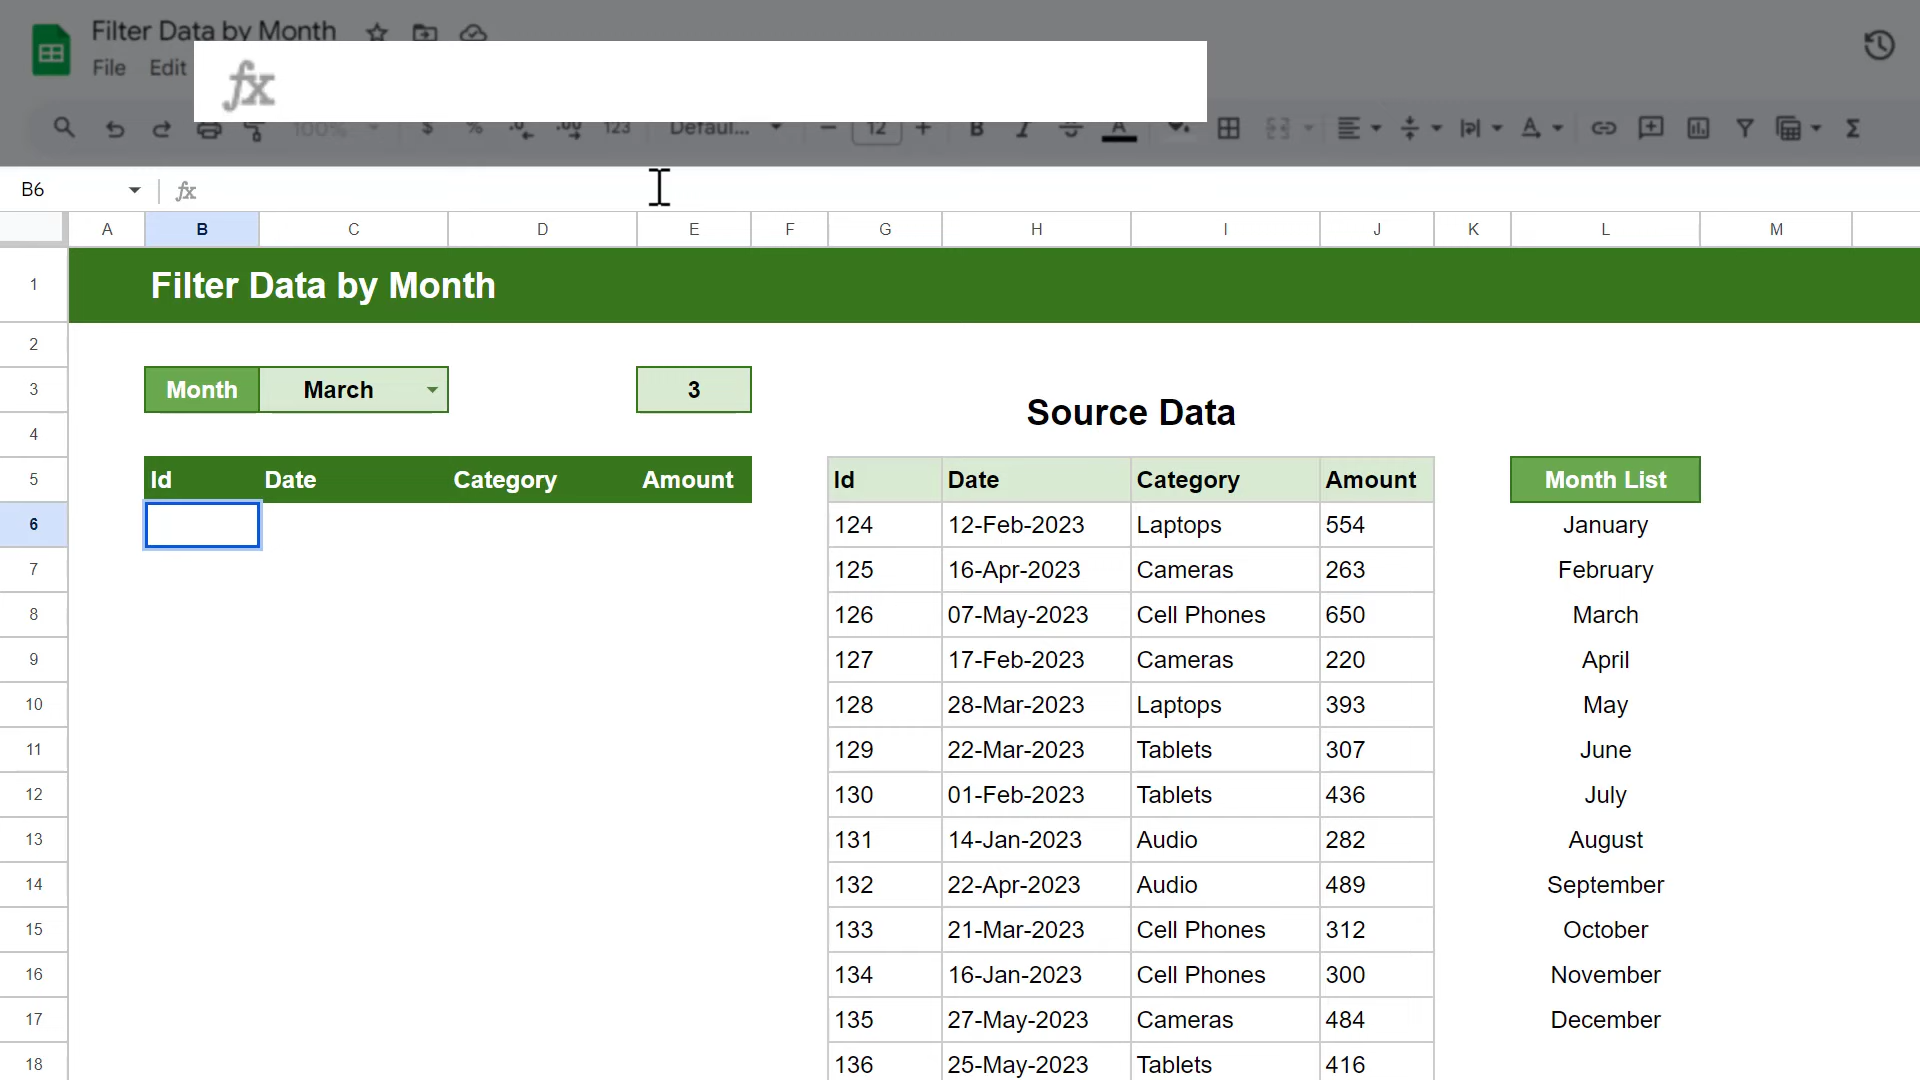 Filter Data by Month
File Edit
fx
100% $ % .0 .00 123 Defaul... 12 B I S A
B6 fx
A B C D E F G H I J K L M
1 Filter Data by Month
2
3 Month March 3
Source Data
4
5 Id Date Category Amount Id Date Category Amount Month List
6 124 12-Feb-2023 Laptops 554 January
7 125 16-Apr-2023 Cameras 263 February
8 126 07-May-2023 Cell Phones 650 March
9 127 17-Feb-2023 Cameras 220 April
10 128 28-Mar-2023 Laptops 393 May
11 129 22-Mar-2023 Tablets 307 June
12 130 01-Feb-2023 Tablets 436 July
13 131 14-Jan-2023 Audio 282 August
14 132 22-Apr-2023 Audio 489 September
15 133 21-Mar-2023 Cell Phones 312 October
16 134 16-Jan-2023 Cell Phones 300 November
17 135 27-May-2023 Cameras 484 December
18 136 25-May-2023 Tablets 416